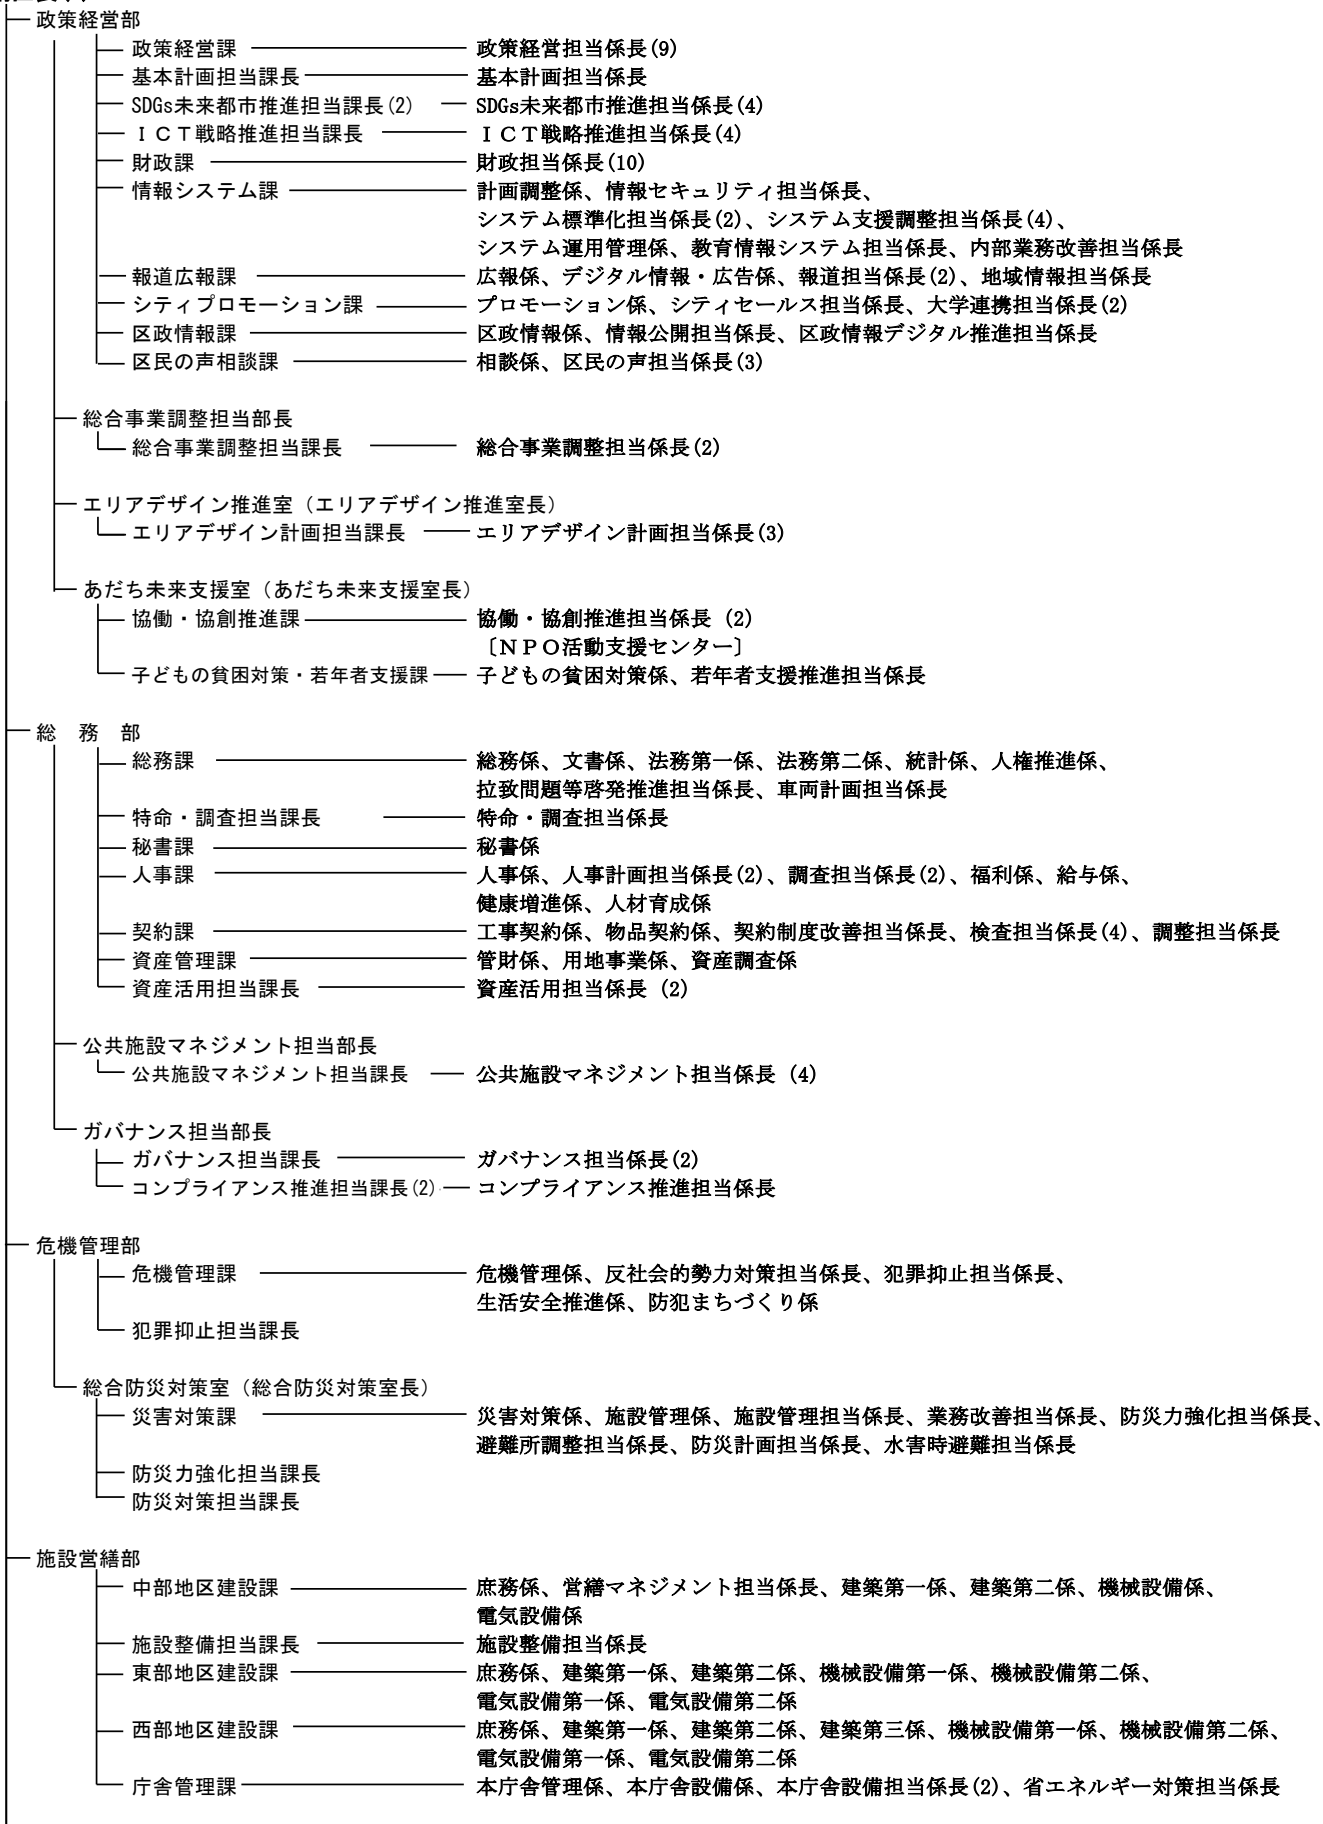 政策経営部
政策経営課 政策経営担当係長(9)
基本計画担当課長 基本計画担当係長
SDGs未来都市推進担当課長(2) SDGs未来都市推進担当係長(4)
ＩＣＴ戦略推進担当課長 ＩＣＴ戦略推進担当係長(4)
財政課 財政担当係長(10)
情報システム課 計画調整係、情報セキュリティ担当係長、
システム標準化担当係長(2)、システム支援調整担当係長(4)、
システム運用管理係、教育情報システム担当係長、内部業務改善担当係長
報道広報課 広報係、デジタル情報・広告係、報道担当係長(2)、地域情報担当係長
シティプロモーション課 プロモーション係、シティセールス担当係長、大学連携担当係長(2)
区政情報課 区政情報係、情報公開担当係長、区政情報デジタル推進担当係長
区民の声相談課 相談係、区民の声担当係長(3)
総合事業調整担当部長
総合事業調整担当課長 総合事業調整担当係長(2)
エリアデザイン推進室（エリアデザイン推進室長）
エリアデザイン計画担当課長 エリアデザイン計画担当係長(3)
あだち未来支援室（あだち未来支援室長）
協働・協創推進課 協働・協創推進担当係長 (2)
〔ＮＰＯ活動支援センター〕
子どもの貧困対策・若年者支援課 子どもの貧困対策係、若年者支援推進担当係長
総　務　部
総務課 総務係、文書係、法務第一係、法務第二係、統計係、人権推進係、
拉致問題等啓発推進担当係長、車両計画担当係長
特命・調査担当課長 特命・調査担当係長
秘書課 秘書係
人事課 人事係、人事計画担当係長(2)、調査担当係長(2)、福利係、給与係、
健康増進係、人材育成係
契約課 工事契約係、物品契約係、契約制度改善担当係長、検査担当係長(4)、調整担当係長
資産管理課 管財係、用地事業係、資産調査係
資産活用担当課長 資産活用担当係長 (2)
公共施設マネジメント担当部長
公共施設マネジメント担当課長 公共施設マネジメント担当係長 (4)
ガバナンス担当部長
ガバナンス担当課長 ガバナンス担当係長(2)
コンプライアンス推進担当課長(2) コンプライアンス推進担当係長
危機管理部
危機管理課 危機管理係、反社会的勢力対策担当係長、犯罪抑止担当係長、
生活安全推進係、防犯まちづくり係
犯罪抑止担当課長
総合防災対策室（総合防災対策室長）
災害対策課 災害対策係、施設管理係、施設管理担当係長、業務改善担当係長、防災力強化担当係長、
避難所調整担当係長、防災計画担当係長、水害時避難担当係長
防災力強化担当課長
防災対策担当課長
施設営繕部
中部地区建設課 庶務係、営繕マネジメント担当係長、建築第一係、建築第二係、機械設備係、
電気設備係
施設整備担当課長 施設整備担当係長
東部地区建設課 庶務係、建築第一係、建築第二係、機械設備第一係、機械設備第二係、
電気設備第一係、電気設備第二係
西部地区建設課 庶務係、建築第一係、建築第二係、建築第三係、機械設備第一係、機械設備第二係、
電気設備第一係、電気設備第二係
庁舎管理課 本庁舎管理係、本庁舎設備係、本庁舎設備担当係長(2)、省エネルギー対策担当係長